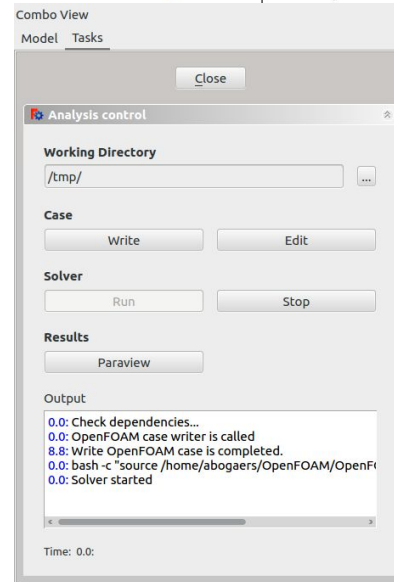 Combo View
Model Tasks
Close
Analysis control
Working Directory
/tmp/
...
Case
Write Edit
Solver
Run Stop
Results
Paraview
Output
0.0: Check dependencies...
0.0: OpenFOAM case writer is called
8.8: Write OpenFOAM case is completed.
0.0: bash -c "source /home/abogaers/OpenFOAM/OpenF
0.0: Solver started
Time: 0.0: